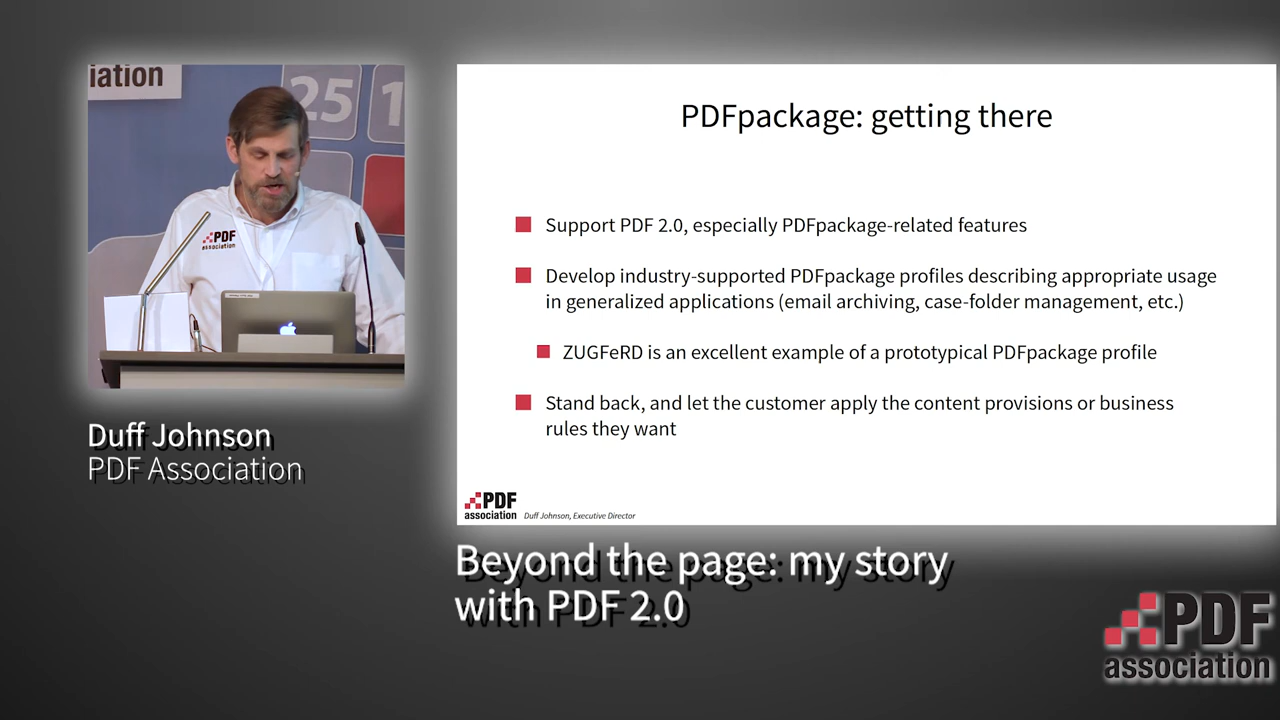 iation
25
1
PDF
association
Duff Johnson
PDF Association
PDFpackage: getting there
Support PDF 2.0, especially PDFpackage-related features
Develop industry-supported PDFpackage profiles describing appropriate usage
in generalized applications (email archiving, case-folder management, etc.)
ZUGFeRD is an excellent example of a prototypical PDFpackage profile
Stand back, and let the customer apply the content provisions or business
rules they want
PDF
association
Duff Johnson, Executive Director
Beyond the page: my story
with PDF 2.0
PDF
association